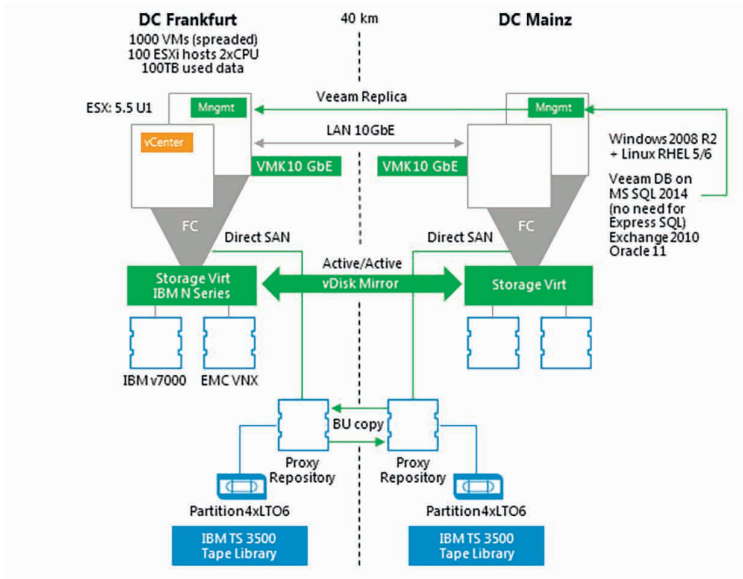 DC Frankfurt
40 km
DC Mainz
1000 VMs (spreaded)
100 ESXi hosts 2xCPU
100TB used data
ESX: 5.5 U1
Mngmt
Veeam Replica
Mngmt
vCenter
LAN 10GbE
VMK10 GbE
VMK10 GbE
Windows 2008 R2
+ Linux RHEL 5/6
Veeam DB on
MS SQL 2014
(no need for
Express SQL)
Exchange 2010
Oracle 11
FC
FC
Direct SAN
Direct SAN
Storage Virt
IBM N Series
Active/Active
vDisk Mirror
Storage Virt
IBM v7000
EMC VNX
BU copy
Proxy
Repository
Proxy
Repository
Partition4xLTO6
Partition4xLTO6
IBM TS 3500
Tape Library
IBM TS 3500
Tape Library